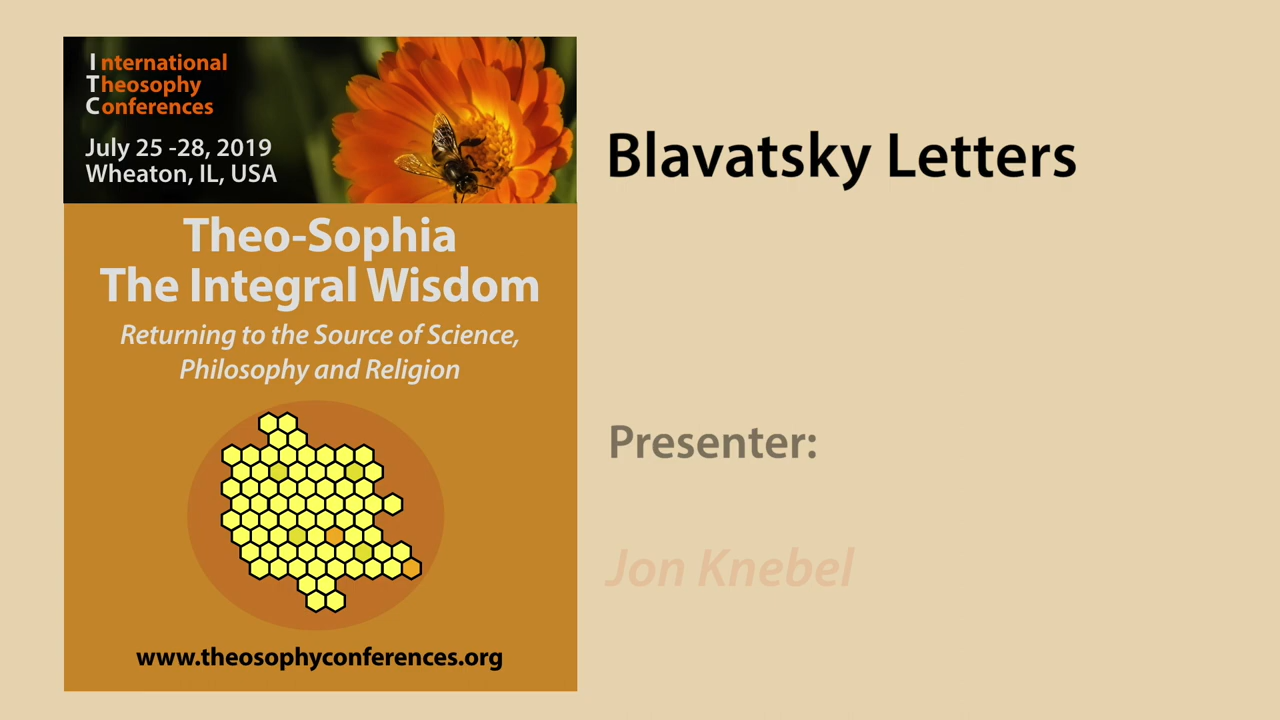 International
Theosophy
Conferences
July 25 -28, 2019
Wheaton, IL, USA
Theo-Sophia
The Integral Wisdom
Returning to the Source of Science,
Philosophy and Religion
www.theosophyconferences.org
Blavatsky Letters
Presenter:
Jon Knebel